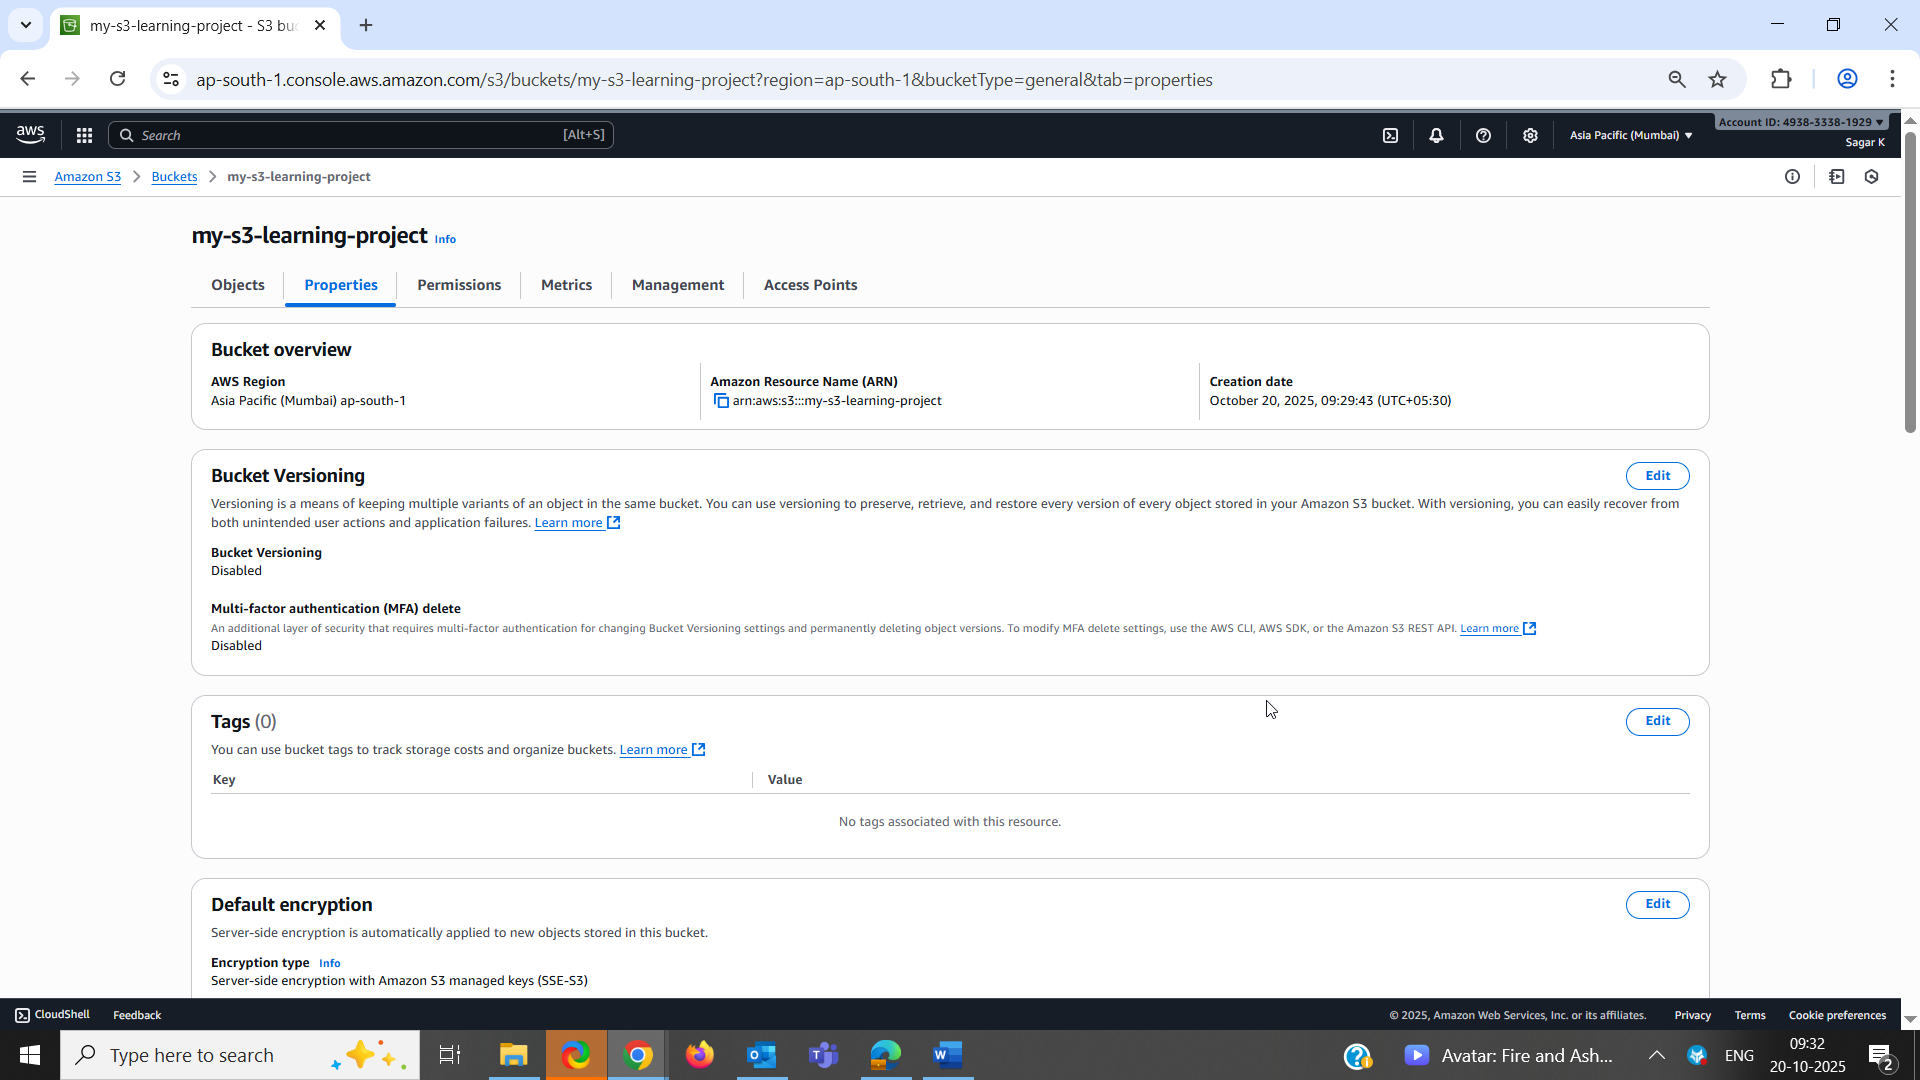 my-s3-learning-project - S3 bu
ap-south-1.console.aws.amazon.com/s3/buckets/my-s3-learning-project?region=ap-south-1&bucketType=general&tab=properties
aws
Search
[Alt+S]
Asia Pacific (Mumbai)
Account ID: 4938-3338-1929
Sagar K
Amazon S3 > Buckets > my-s3-learning-project
my-s3-learning-project Info
Objects
Properties
Permissions
Metrics
Management
Access Points
Bucket overview
AWS Region
Asia Pacific (Mumbai) ap-south-1
Amazon Resource Name (ARN)
arn:aws:s3:::my-s3-learning-project
Creation date
October 20, 2025, 09:29:43 (UTC+05:30)
Bucket Versioning
Edit
Versioning is a means of keeping multiple variants of an object in the same bucket. You can use versioning to preserve, retrieve, and restore every version of every object stored in your Amazon S3 bucket. With versioning, you can easily recover from
both unintended user actions and application failures. Learn more
Bucket Versioning
Disabled
Multi-factor authentication (MFA) delete
An additional layer of security that requires multi-factor authentication for changing Bucket Versioning settings and permanently deleting object versions. To modify MFA delete settings, use the AWS CLI, AWS SDK, or the Amazon S3 REST API. Learn more
Disabled
Tags (0)
Edit
You can use bucket tags to track storage costs and organize buckets. Learn more
Key
Value
No tags associated with this resource.
Default encryption
Edit
Server-side encryption is automatically applied to new objects stored in this bucket.
Encryption type Info
Server-side encryption with Amazon S3 managed keys (SSE-S3)
CloudShell
Feedback
© 2025, Amazon Web Services, Inc. or its affiliates.
Privacy
Terms
Cookie preferences
Type here to search
Avatar: Fire and Ash...
ENG
09:32
20-10-2025
2